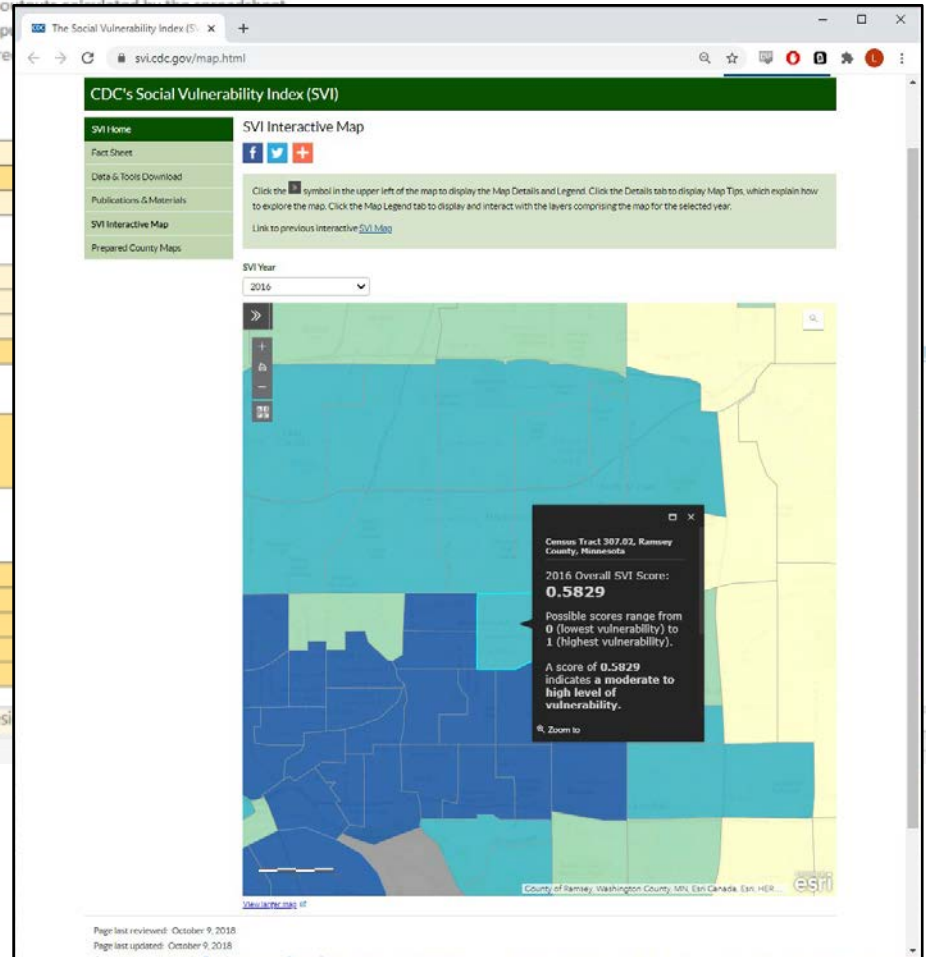 outputs calculated by the spreadsheet
The Social Vulnerability Index (SV
svi.cdc.gov/map.html
CDC's Social Vulnerability Index (SVI)
SVI Home
Fact Sheet
Data & Tools Download
Publications & Materials
SVI Interactive Map
Prepared County Maps
SVI Interactive Map
Click the » symbol in the upper left of the map to display the Map Details and Legend. Click the Details tab to display Map Tips, which explain how
to explore the map. Click the Map Legend tab to display and interact with the layers comprising the map for the selected year.
Link to previous interactive SVI Map
SVI Year
2016
Census Tract 307.02, Ramsey
County, Minnesota
2016 Overall SVI Score:
0.5829
Possible scores range from
0 (lowest vulnerability) to
1 (highest vulnerability).
A score of 0.5829
indicates a moderate to
high level of
vulnerability.
Zoom to
County of Ramsey, Washington County, MN, Esri Canada, Esri, HER...
esri
View larger map
Page last reviewed: October 9, 2018
Page last updated: October 9, 2018